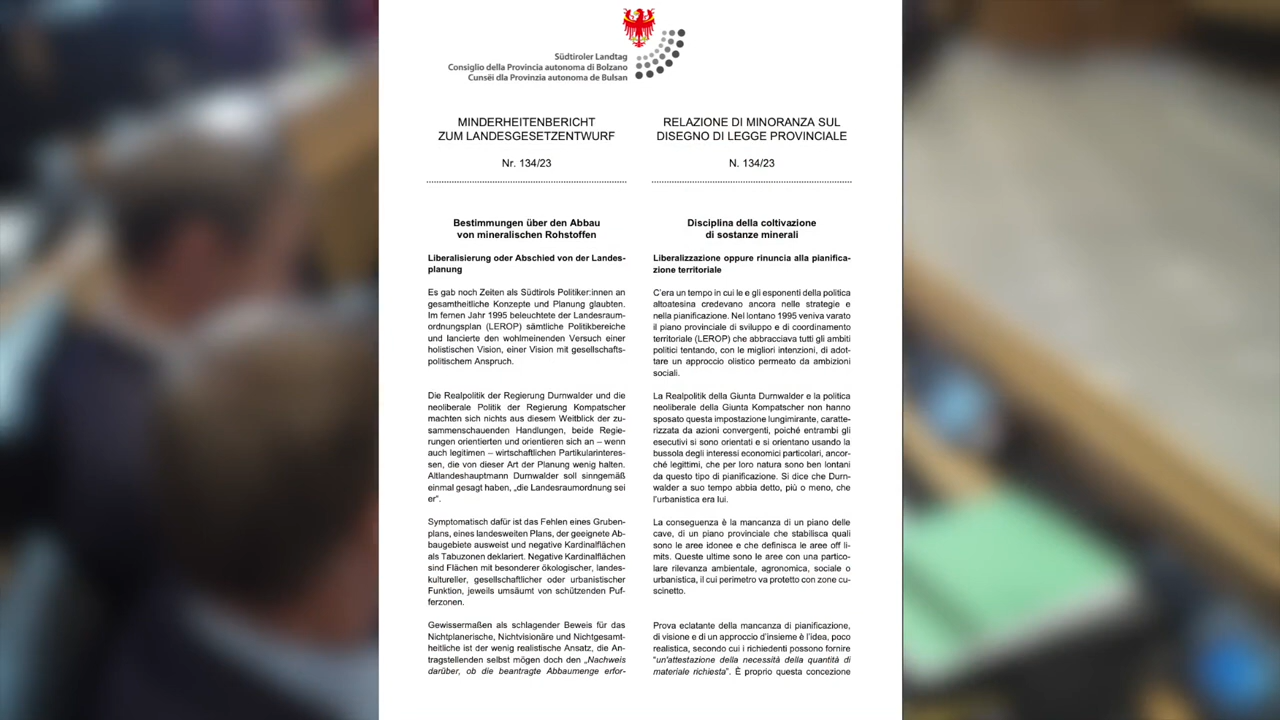 Südtiroler Landtag
Consiglio della Provincia autonoma di Bolzano
Cunsëi dla Provinzia autonoma de Bulsan
MINDERHEITENBERICHT
ZUM LANDESGESETZENTWURF
Nr. 134/23
Bestimmungen über den Abbau
von mineralischen Rohstoffen
Liberalisierung oder Abschied von der Landes-
planung
Es gab noch Zeiten als Südtirols Politiker:innen an
gesamtheitliche Konzepte und Planung glaubten.
Im fernen Jahr 1995 beleuchtete der Landesraum-
ordnungsplan (LEROP) sämtliche Politikbereiche
und lancierte den wohlmeinenden Versuch einer
holistischen Vision, einer Vision mit gesellschafts-
politischem Anspruch.
Die Realpolitik der Regierung Durnwalder und die
neoliberale Politik der Regierung Kompatscher
machten sich nichts aus diesem Weitblick der zu-
sammenschauenden Handlungen, beide Regie-
rungen orientierten und orientieren sich an – wenn
auch legitimen – wirtschaftlichen Partikularinteres-
sen, die von dieser Art der Planung wenig halten.
Altlandeshauptmann Durnwalder soll sinngemäß
einmal gesagt haben, „die Landesraumordnung sei
er“.
Symptomatisch dafür ist das Fehlen eines Gruben-
plans, eines landesweiten Plans, der geeignete Ab-
baugebiete ausweist und negative Kardinalflächen
als Tabuzonen deklariert. Negative Kardinalflächen
sind Flächen mit besonderer ökologischer, landes-
kultureller, gesellschaftlicher oder urbanistischer
Funktion, jeweils umsäumt von schützenden Puf-
ferzonen.
Gewissermaßen als schlagender Beweis für das
Nichtplanerische, Nichtvisionäre und Nichtgesamt-
heitliche ist der wenig realistische Ansatz, die An-
tragstellenden selbst mögen doch den „Nachweis
darüber, ob die beantragte Abbaumenge erfor-
RELAZIONE DI MINORANZA SUL
DISEGNO DI LEGGE PROVINCIALE
N. 134/23
Disciplina della coltivazione
di sostanze minerali
Liberalizzazione oppure rinuncia alla pianifica-
zione territoriale
C’era un tempo in cui le e gli esponenti della politica
altoatesina credevano ancora nelle strategie e
nella pianificazione. Nel lontano 1995 veniva varato
il piano provinciale di sviluppo e di coordinamento
territoriale (LEROP) che abbracciava tutti gli ambiti
politici tentando, con le migliori intenzioni, di adot-
tare un approccio olistico permeato da ambizioni
sociali.
La Realpolitik della Giunta Durnwalder e la politica
neoliberale della Giunta Kompatscher non hanno
sposato questa impostazione lungimirante, caratte-
rizzata da azioni convergenti, poiché entrambi gli
esecutivi si sono orientati e si orientano usando la
bussola degli interessi economici particolari, ancor-
ché legittimi, che per loro natura sono ben lontani
da questo tipo di pianificazione. Si dice che Durn-
walder a suo tempo abbia detto, più o meno, che
l’urbanistica era lui.
La conseguenza è la mancanza di un piano delle
cave, di un piano provinciale che stabilisca quali
sono le aree idonee e che definisca le aree off li-
mits. Queste ultime sono le aree con una partico-
lare rilevanza ambientale, agronomica, sociale o
urbanistica, il cui perimetro va protetto con zone cu-
scinetto.
Prova eclatante della mancanza di pianificazione,
di visione e di un approccio d’insieme è l’idea, poco
realistica, secondo cui i richiedenti possono fornire
“un’attestazione della necessità della quantità di
materiale richiesta”. È proprio questa concezione